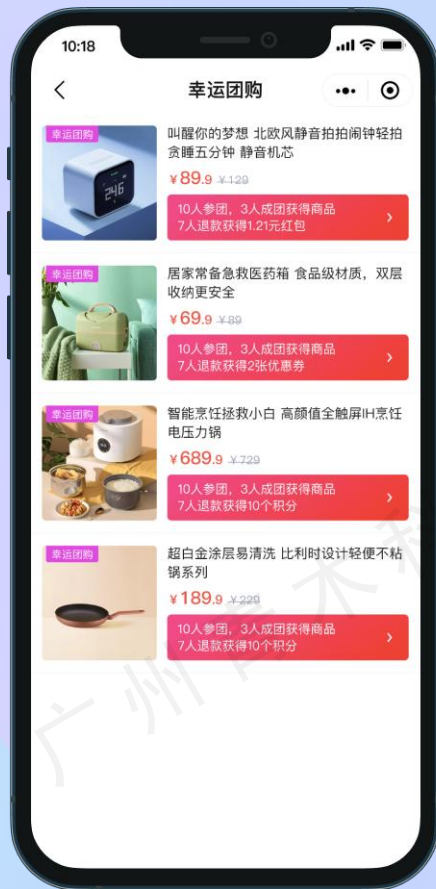 10:18
幸运团购
幸运团购
246
叫醒你的梦想 北欧风静音拍拍闹钟轻拍
贪睡五分钟 静音机芯
¥89.9 ¥129
10人参团，3人成团获得商品
7人退款获得1.21元红包
幸运团购
居家常备急救医药箱 食品级材质，双层
收纳更安全
¥69.9 ¥89
10人参团，3人成团获得商品
7人退款获得2张优惠券
幸运团购
智能烹饪拯救小白 高颜值全触屏IH烹饪
电压力锅
¥689.9 ¥729
10人参团，3人成团获得商品
7人退款获得10个积分
幸运团购
超白金涂层易清洗 比利时设计轻便不粘
锅系列
¥189.9 ¥229
10人参团，3人成团获得商品
7人退款获得10个积分